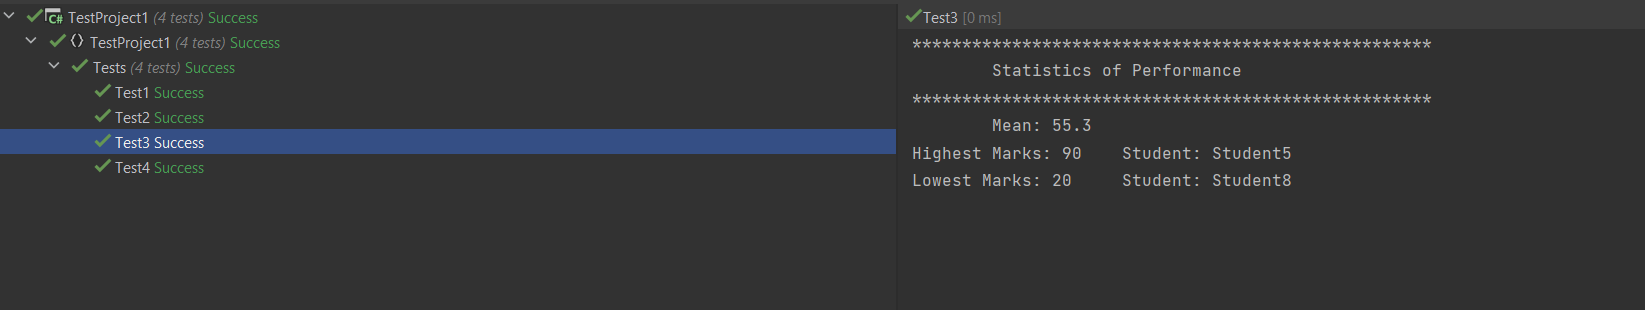 TestProject1 (4 tests) Success
TestProject1 (4 tests) Success
Tests (4 tests) Success
Test1 Success
Test2 Success
Test3 Success
Test4 Success
Test3 [0 ms]
****************************************************
Statistics of Performance
****************************************************
Mean: 55.3
Highest Marks: 90 Student: Student5
Lowest Marks: 20 Student: Student8